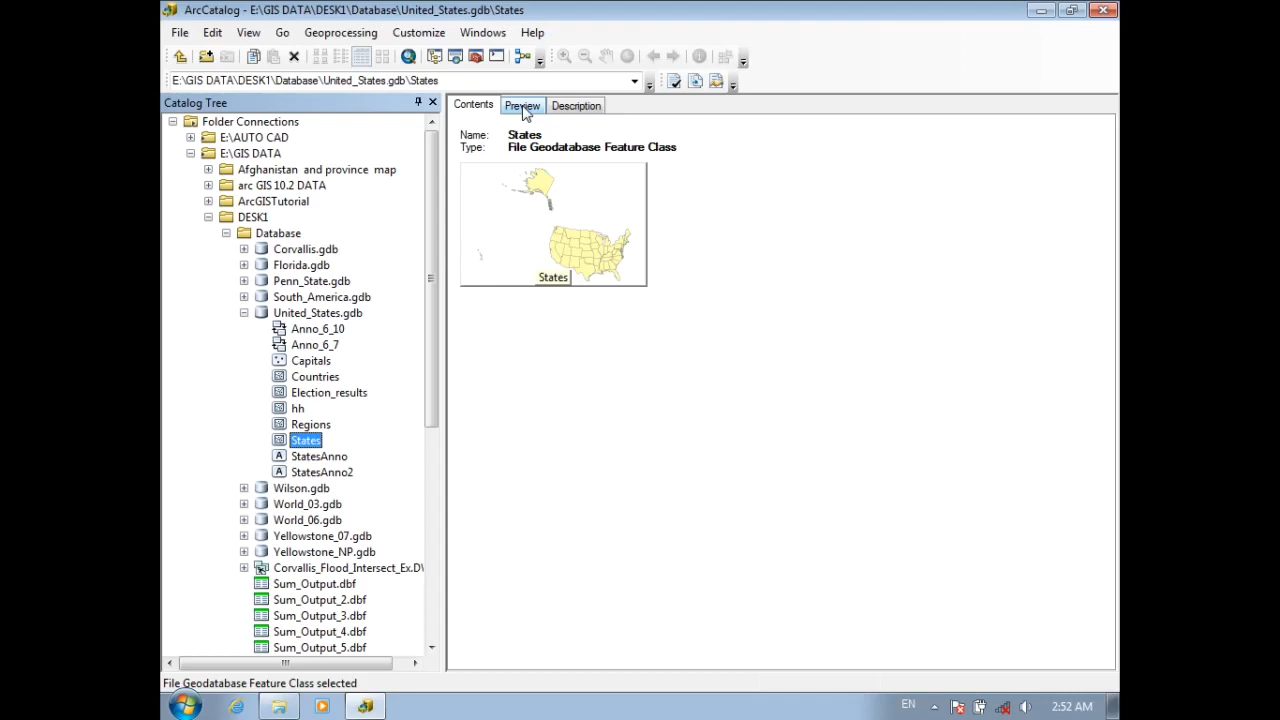 ArcCatalog - E:\GIS DATA\DESK1\Database\United_States.gdb\States
File Edit View Go Geoprocessing Customize Windows Help
E:\GIS DATA\DESK1\Database\United_States.gdb\States
Catalog Tree
Contents Preview Description
Folder Connections
E:\AUTO CAD
E:\GIS DATA
Afghanistan and province map
arc GIS 10.2 DATA
ArcGISTutorial
DESK1
Database
Corvallis.gdb
Florida.gdb
Penn_State.gdb
South_America.gdb
United_States.gdb
Anno_6_10
Anno_6_7
Capitals
Countries
Election_results
hh
Regions
States
StatesAnno
StatesAnno2
Wilson.gdb
World_03.gdb
World_06.gdb
Yellowstone_07.gdb
Yellowstone_NP.gdb
Corvallis_Flood_Intersect_Ex.D
Sum_Output.dbf
Sum_Output_2.dbf
Sum_Output_3.dbf
Sum_Output_4.dbf
Sum_Output_5.dbf
Name: States
Type: File Geodatabase Feature Class
States
File Geodatabase Feature Class selected
EN
2:52 AM